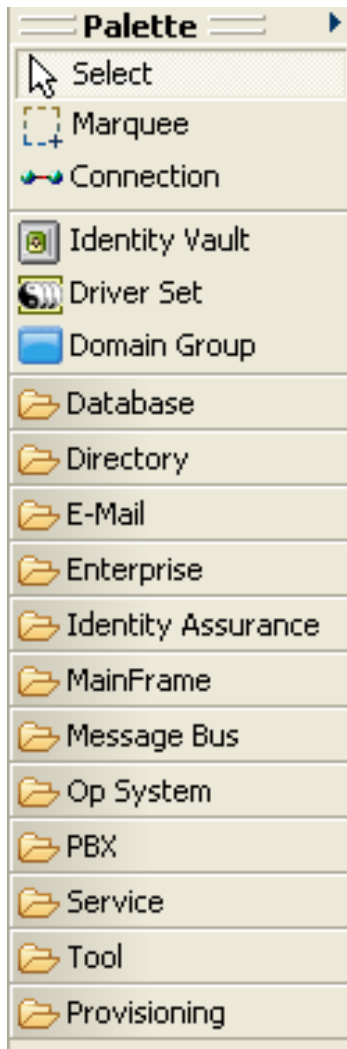 Palette
Select
Marquee
Connection
Identity Vault
Driver Set
Domain Group
Database
Directory
E-Mail
Enterprise
Identity Assurance
MainFrame
Message Bus
Op System
PBX
Service
Tool
Provisioning